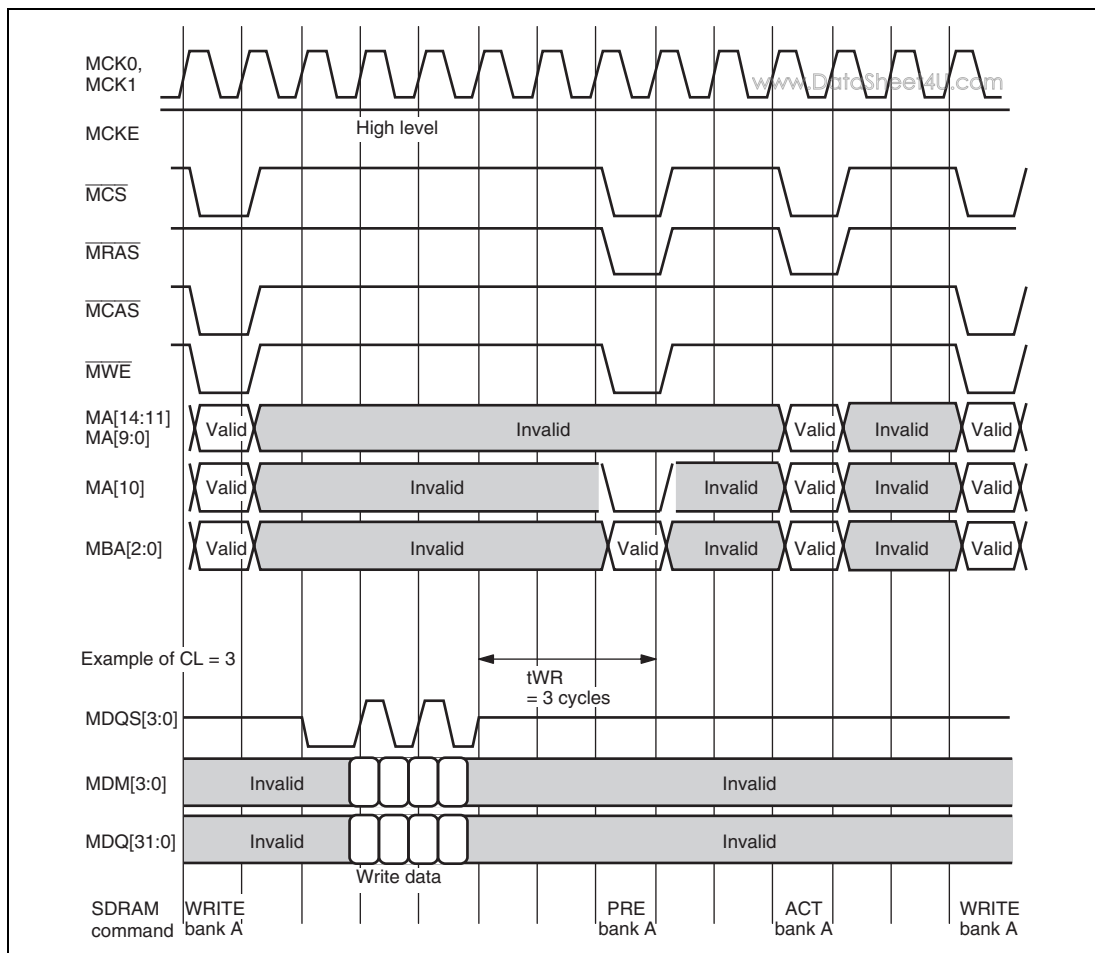 MCK0,
MCK1
www.DataSheet4U.com
MCKE
High level
MCS
MRAS
MCAS
MWE
MA[14:11]
MA[9:0]
Valid Invalid Valid Invalid Valid
MA[10] Valid Invalid Invalid Valid Invalid Valid
MBA[2:0] Valid Invalid Valid Invalid Valid Invalid Valid
Example of CL = 3
tWR
= 3 cycles
MDQS[3:0]
MDM[3:0] Invalid Invalid
MDQ[31:0] Invalid Invalid
Write data
SDRAM
command
WRITE
bank A
PRE
bank A
ACT
bank A
WRITE
bank A